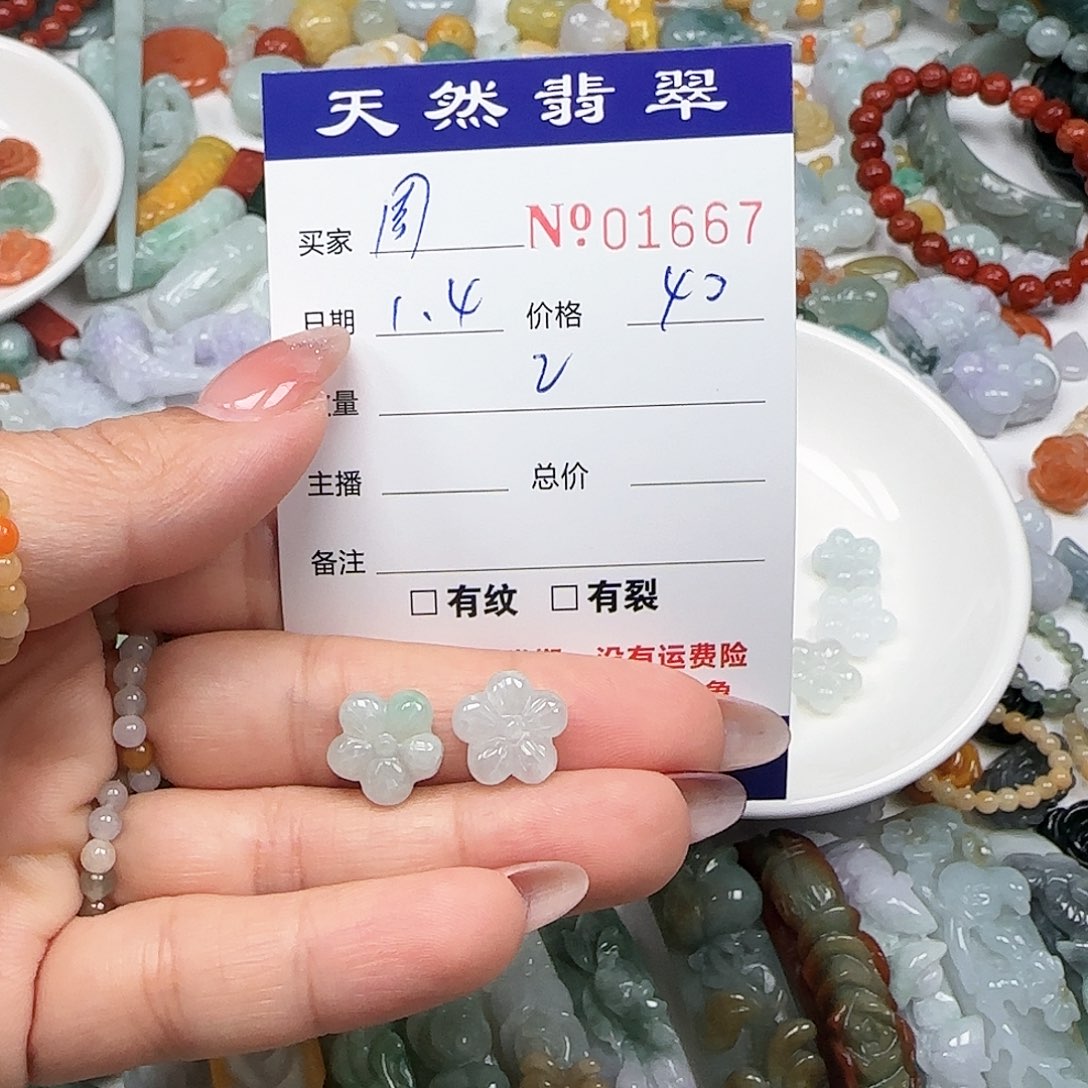 天然翡翠
买家 周 Nº01667
日期 1.4 价格 40
量 2
主播 总价
备注
□有纹 □有裂
没有运费险